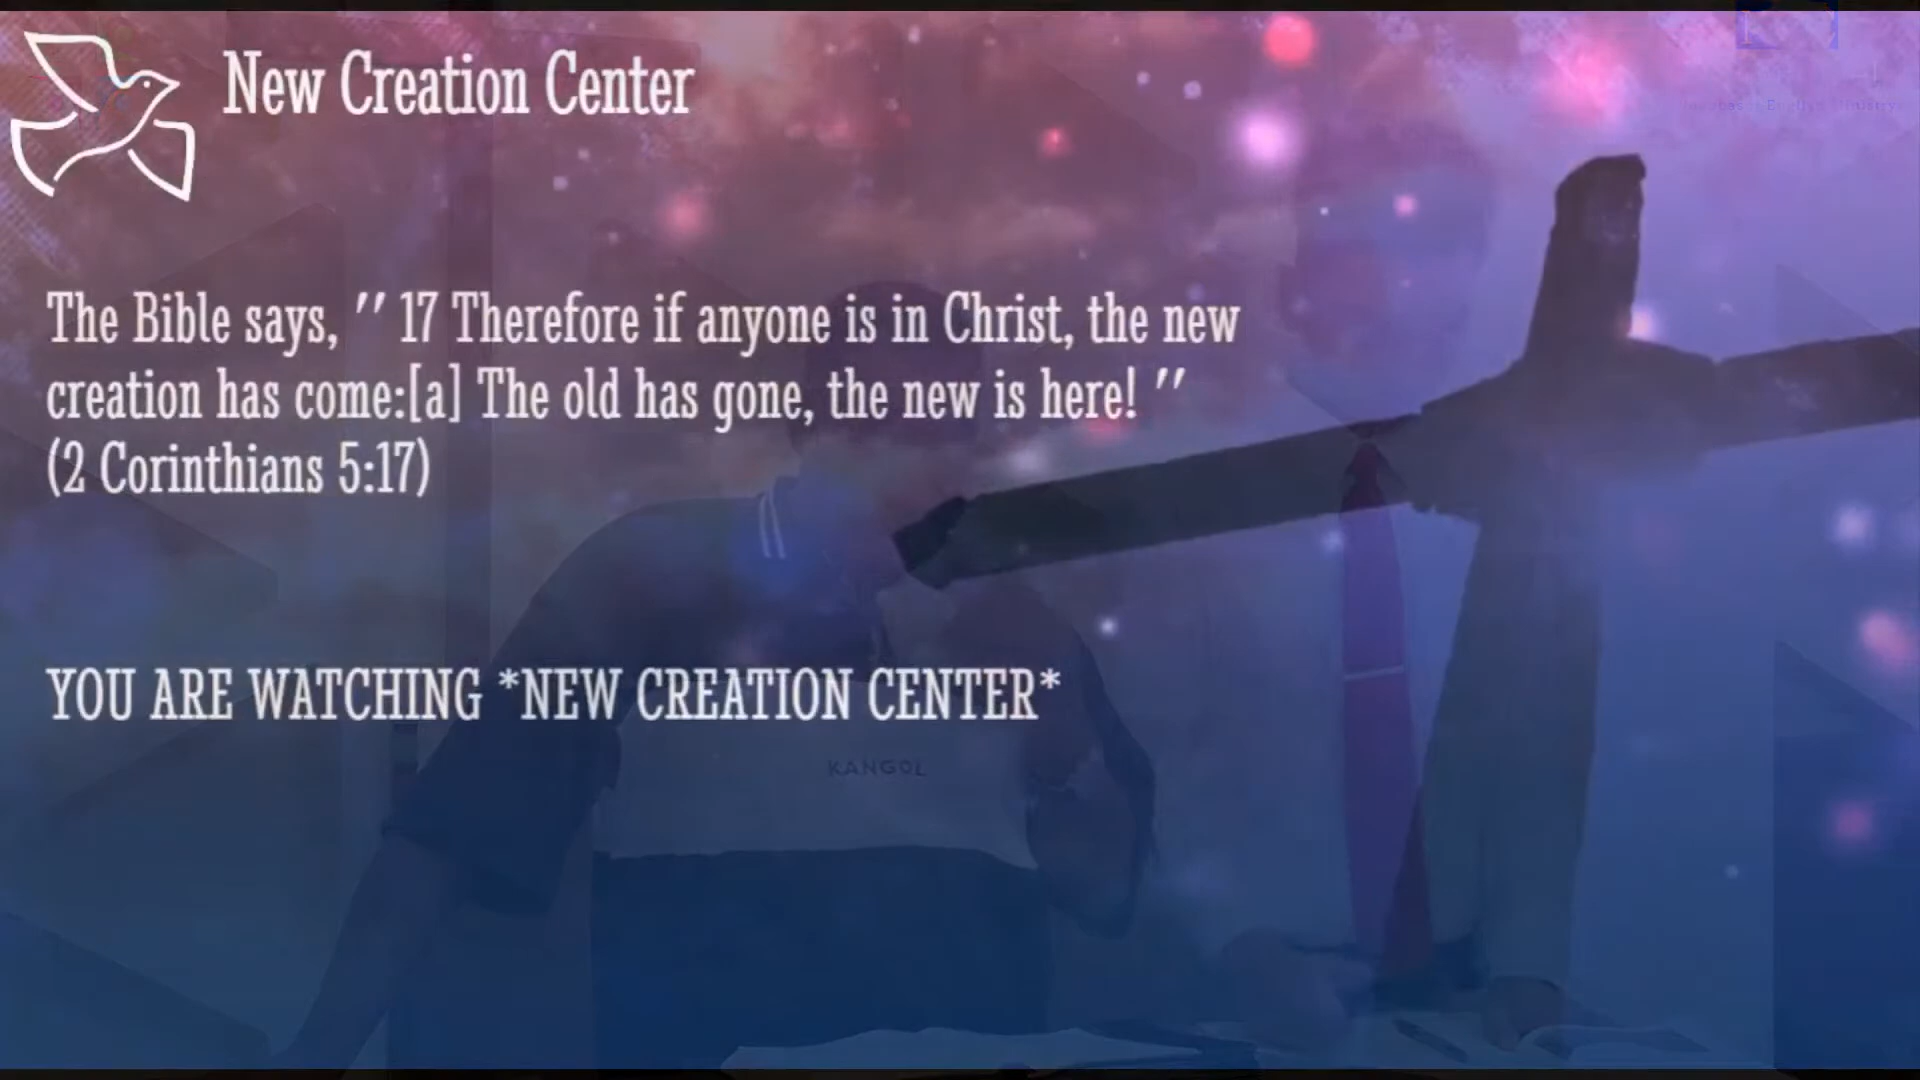 New Creation Center
The Bible says, " 17 Therefore if anyone is in Christ, the new
creation has come:[a] The old has gone, the new is here! "
(2 Corinthians 5:17)
YOU ARE WATCHING *NEW CREATION CENTER*
KANGOL